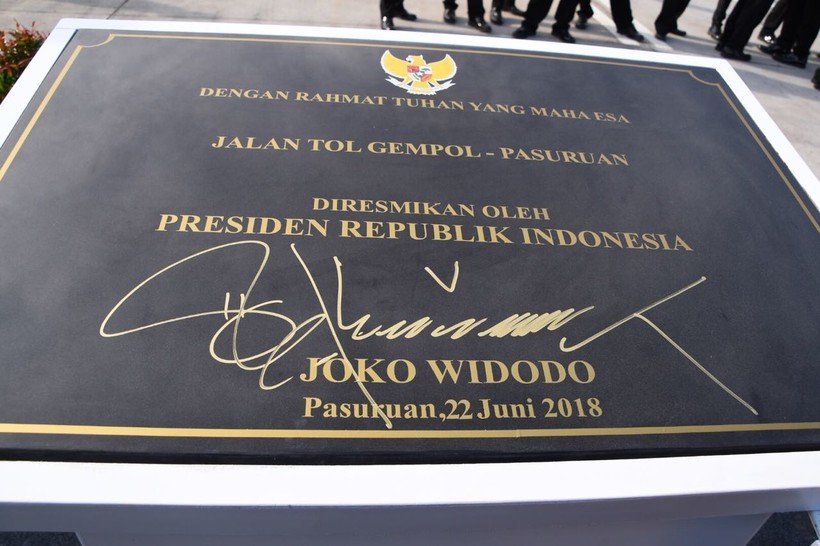 DENGAN RAHMAT TUHAN YANG MAHA ESA
JALAN TOL GEMPOL - PASURUAN
DIRESMIKAN OLEH
PRESIDEN REPUBLIK INDONESIA
JOKO WIDODO
Pasuruan,22 Juni 2018